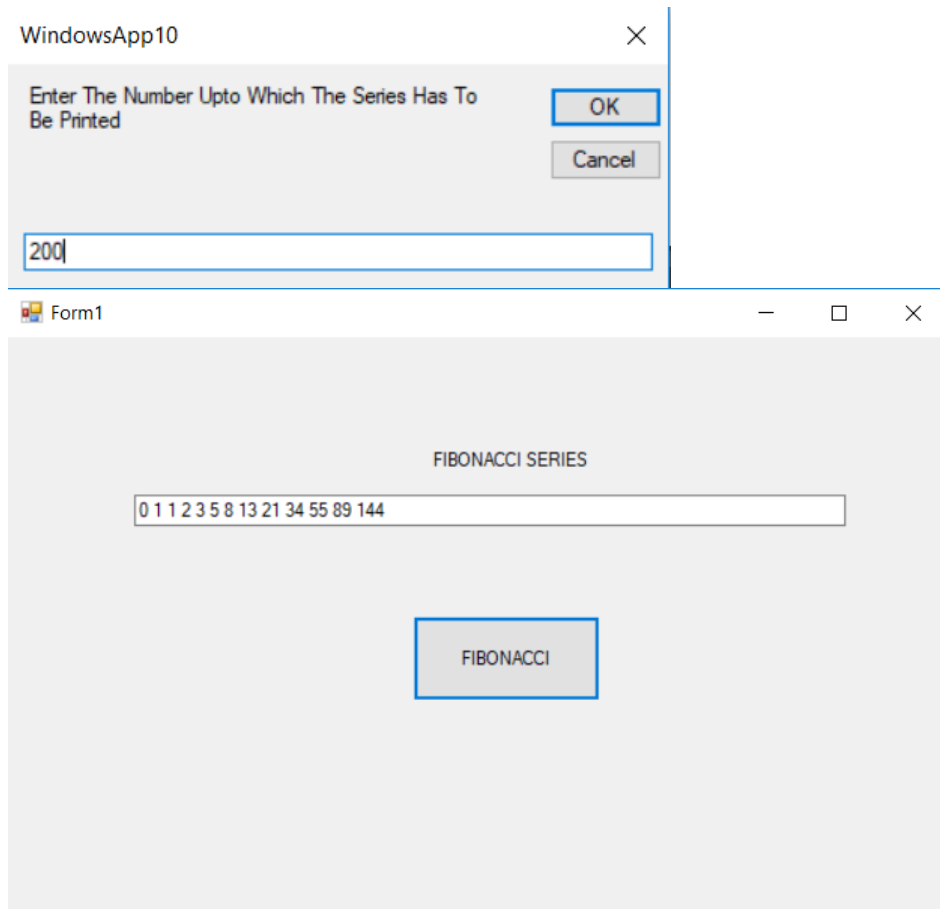 WindowsApp10
Enter The Number Upto Which The Series Has To
Be Printed
OK
Cancel
200
Form1
FIBONACCI SERIES
0 1 1 2 3 5 8 13 21 34 55 89 144
FIBONACCI